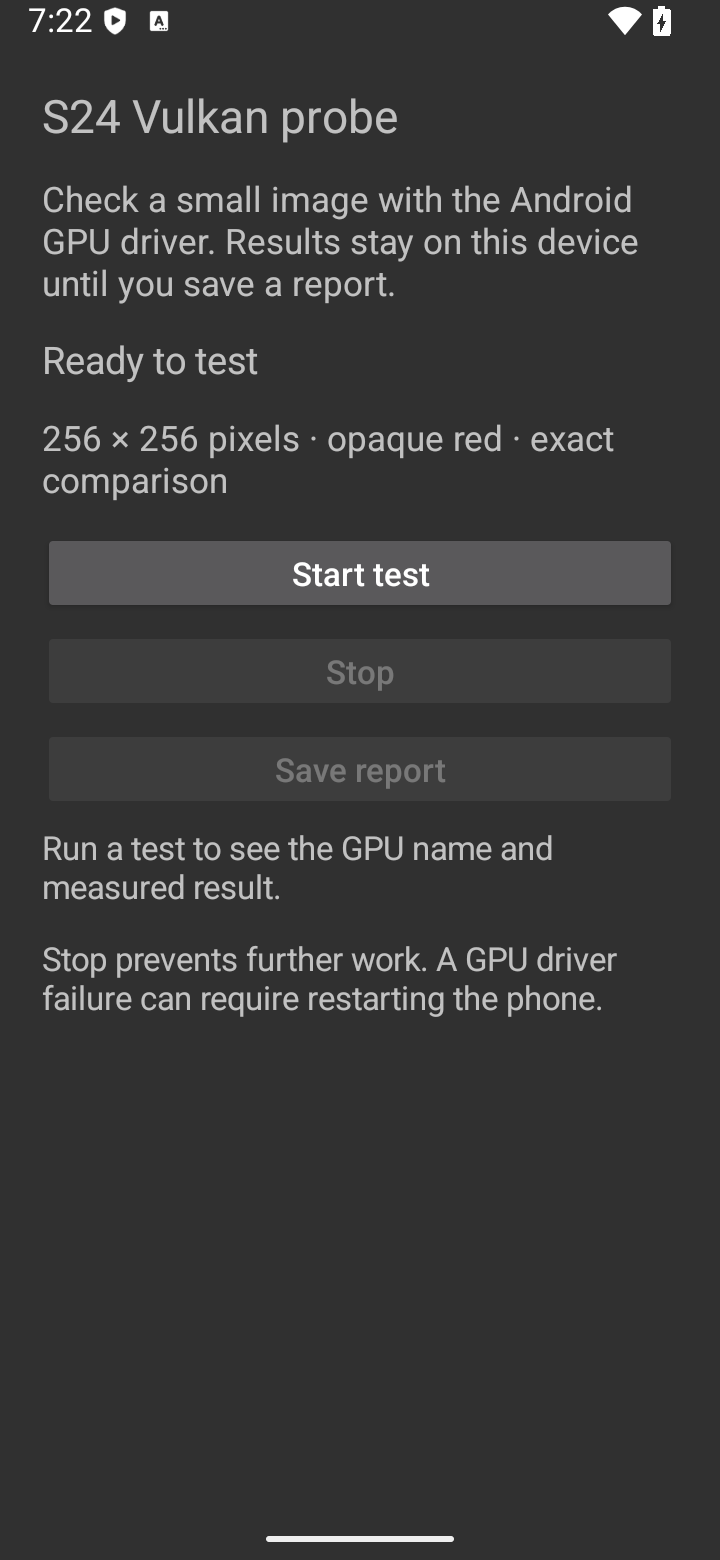 7:22
S24 Vulkan probe
Check a small image with the Android
GPU driver. Results stay on this device
until you save a report.
Ready to test
256 × 256 pixels · opaque red · exact
comparison
Start test
Stop
Save report
Run a test to see the GPU name and
measured result.
Stop prevents further work. A GPU driver
failure can require restarting the phone.